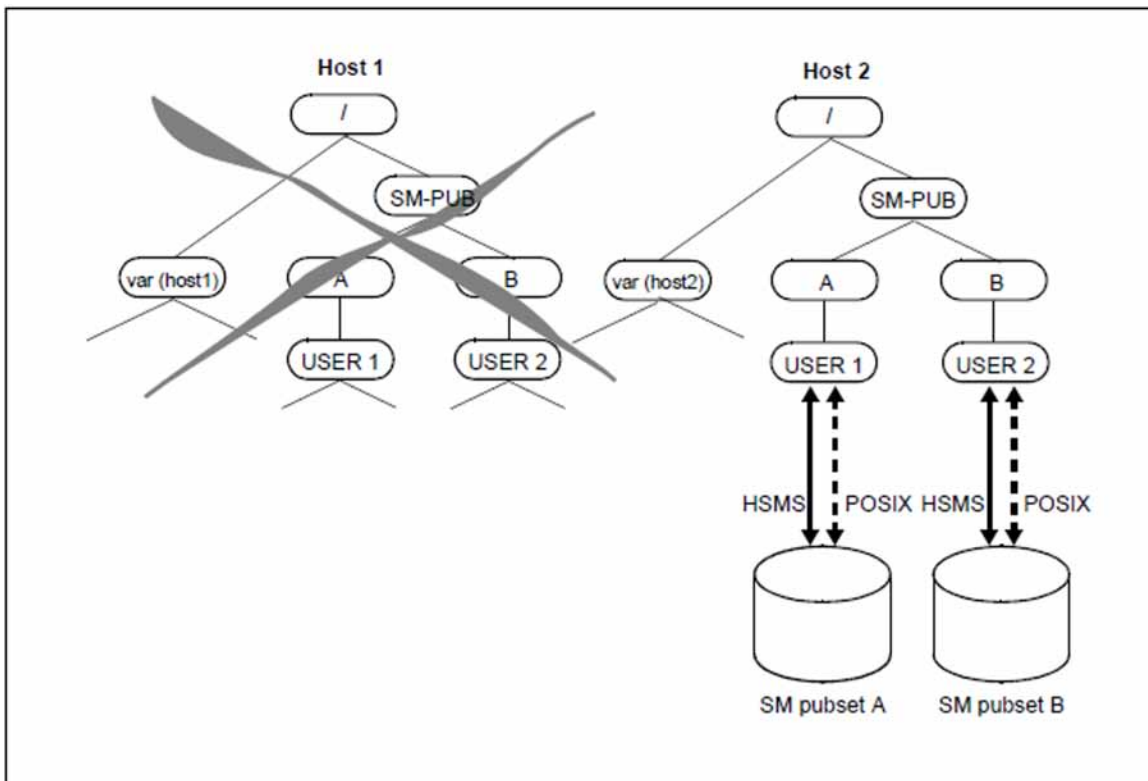 Host 1
Host 2
/
/
SM-PUB
SM-PUB
var (host1)
A
B
var (host2)
A
B
USER 1
USER 2
USER 1
USER 2
HSMS
POSIX
HSMS
POSIX
SM pubset A
SM pubset B